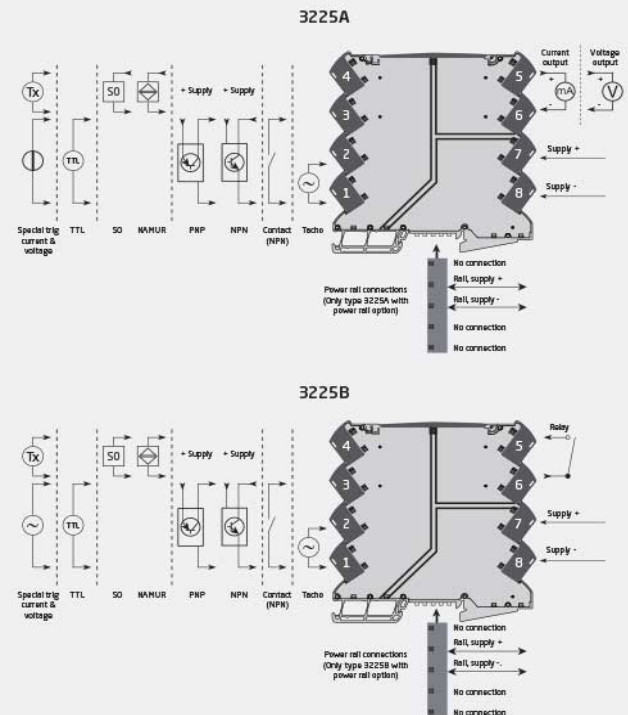 3225A
Current output
Voltage output
Tx
S0
+ Supply
+ Supply
4
5
+
-
mA
+
-
V
3
6
TTL
2
7
Supply +
1
8
Supply -
Special trig current & voltage
TTL
S0
NAMUR
PNP
NPN
Contact (NPN)
Tacho
Power rail connections
(Only type 3225A with
power rail option)
No connection
Rail, supply +
Rail, supply -
No connection
No connection
3225B
Relay
Tx
S0
+ Supply
+ Supply
4
5
3
6
TTL
2
7
Supply +
1
8
Supply -
Special trig current & voltage
TTL
S0
NAMUR
PNP
NPN
Contact (NPN)
Tacho
Power rail connections
(Only type 3225B with
power rail option)
No connection
Rail, supply +
Rail, supply -.
No connection
No connection